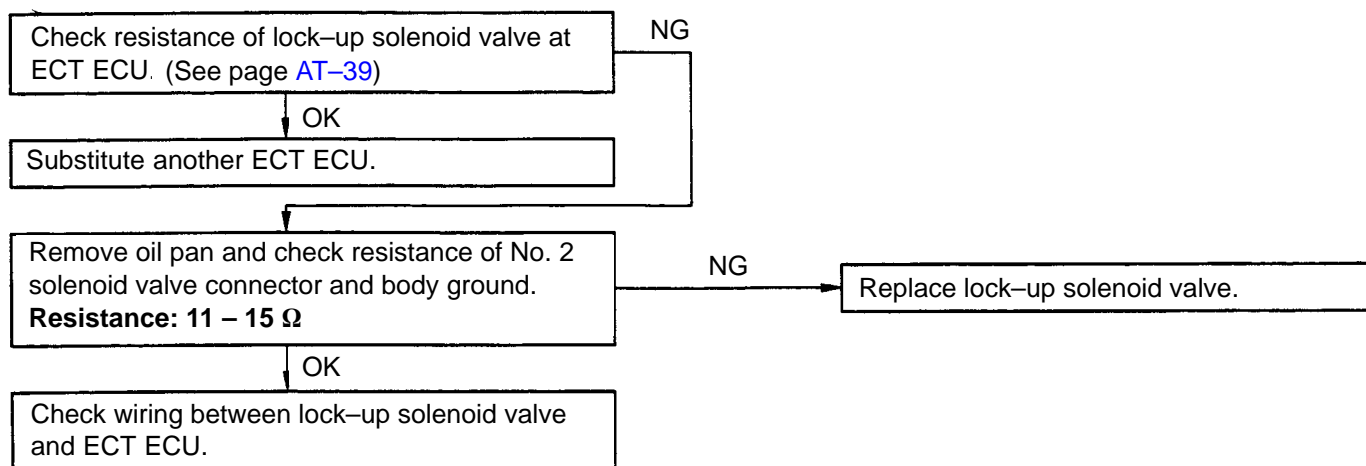 Check resistance of lock–up solenoid valve at
ECT ECU. (See page AT–39)
NG
OK
Substitute another ECT ECU.
Remove oil pan and check resistance of No. 2
solenoid valve connector and body ground.
Resistance: 11 – 15 Ω
NG
Replace lock–up solenoid valve.
OK
Check wiring between lock–up solenoid valve
and ECT ECU.